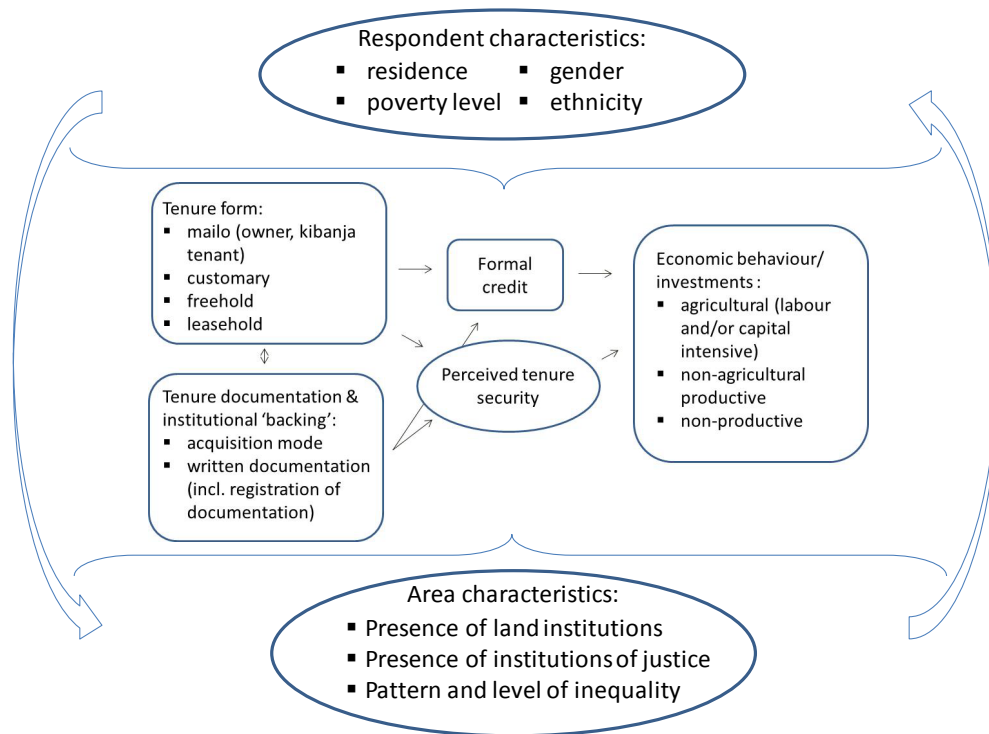 Respondent characteristics:
▪ residence ▪ gender
▪ poverty level ▪ ethnicity
Tenure form:
▪ mailo (owner, kibanja
tenant)
▪ customary
▪ freehold
▪ leasehold
Formal
credit
Economic behaviour/
investments :
▪ agricultural (labour
and/or capital
intensive)
▪ non-agricultural
productive
▪ non-productive
Perceived tenure
security
Tenure documentation &
institutional ‘backing’:
▪ acquisition mode
▪ written documentation
(incl. registration of
documentation)
Area characteristics:
▪ Presence of land institutions
▪ Presence of institutions of justice
▪ Pattern and level of inequality